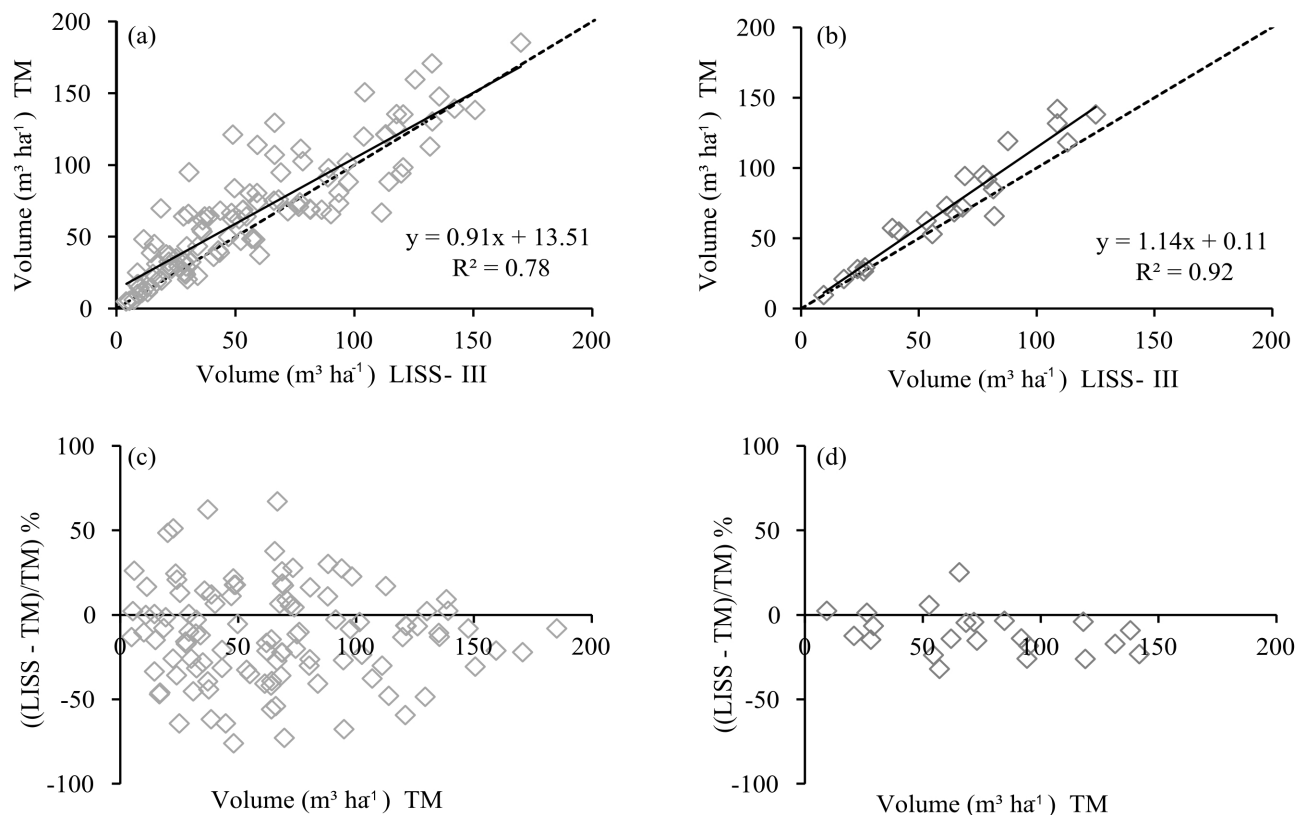 (a)
200
150
100
50
0
Volume (m³ ha⁻¹) TM
y = 0.91x + 13.51
R² = 0.78
0 50 100 150 200
Volume (m³ ha⁻¹) LISS- III
(b)
200
150
100
50
0
Volume (m³ ha⁻¹) TM
y = 1.14x + 0.11
R² = 0.92
0 50 100 150 200
Volume (m³ ha⁻¹) LISS- III
(c)
100
50
0
-50
-100
((LISS - TM)/TM) %
0 50 100 150 200
Volume (m³ ha⁻¹) TM
(d)
100
50
0
-50
-100
((LISS - TM)/TM) %
0 50 100 150 200
Volume (m³ ha⁻¹) TM